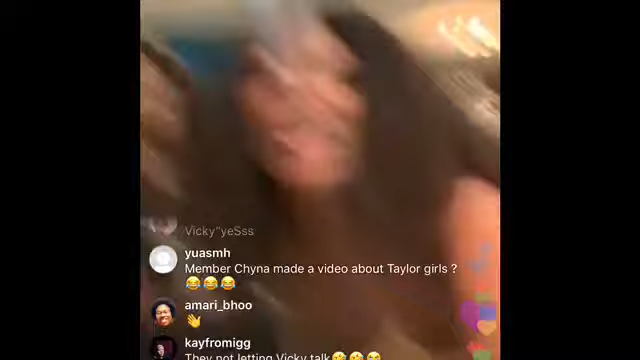 Vicky"yeSss
yuasmh
Member Chyna made a video about Taylor girls ?
😂😂😂
amari_bhoo
👋
kayfromigg
They not letting Vicky talk🤣🤣😂